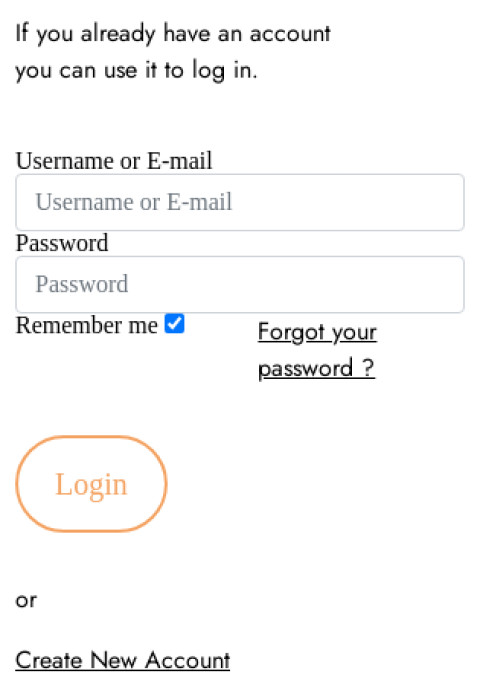 If you already have an account
you can use it to log in.
Username or E-mail
Username or E-mail
Password
Password
Remember me
Forgot your
password ?
Login
or
Create New Account